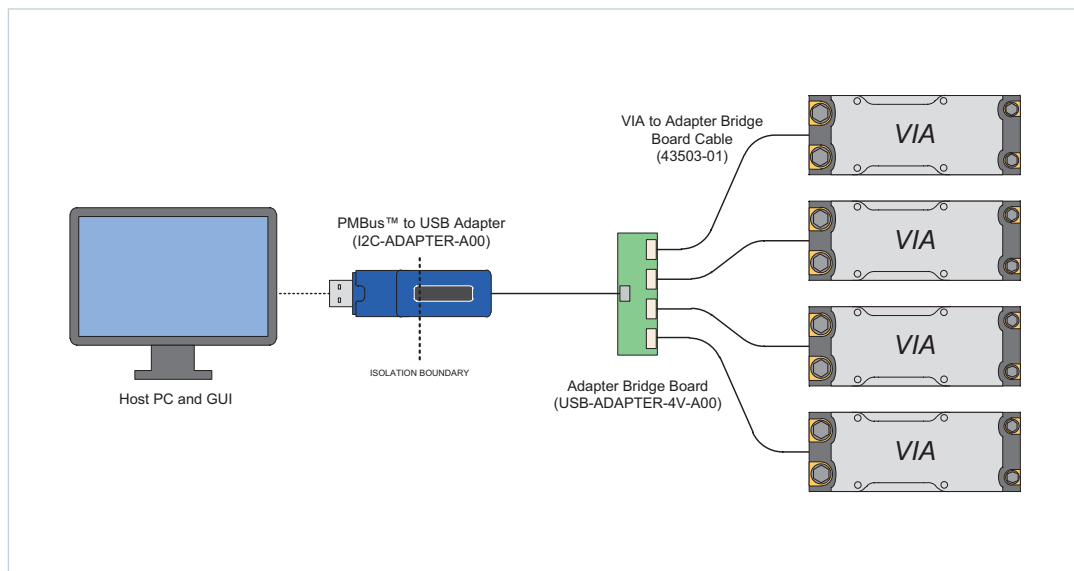 VIA to Adapter Bridge
Board Cable
(43503-01)
VIA
PMBus™ to USB Adapter
(I2C-ADAPTER-A00)
VIA
VIA
ISOLATION BOUNDARY
Host PC and GUI
Adapter Bridge Board
(USB-ADAPTER-4V-A00)
VIA